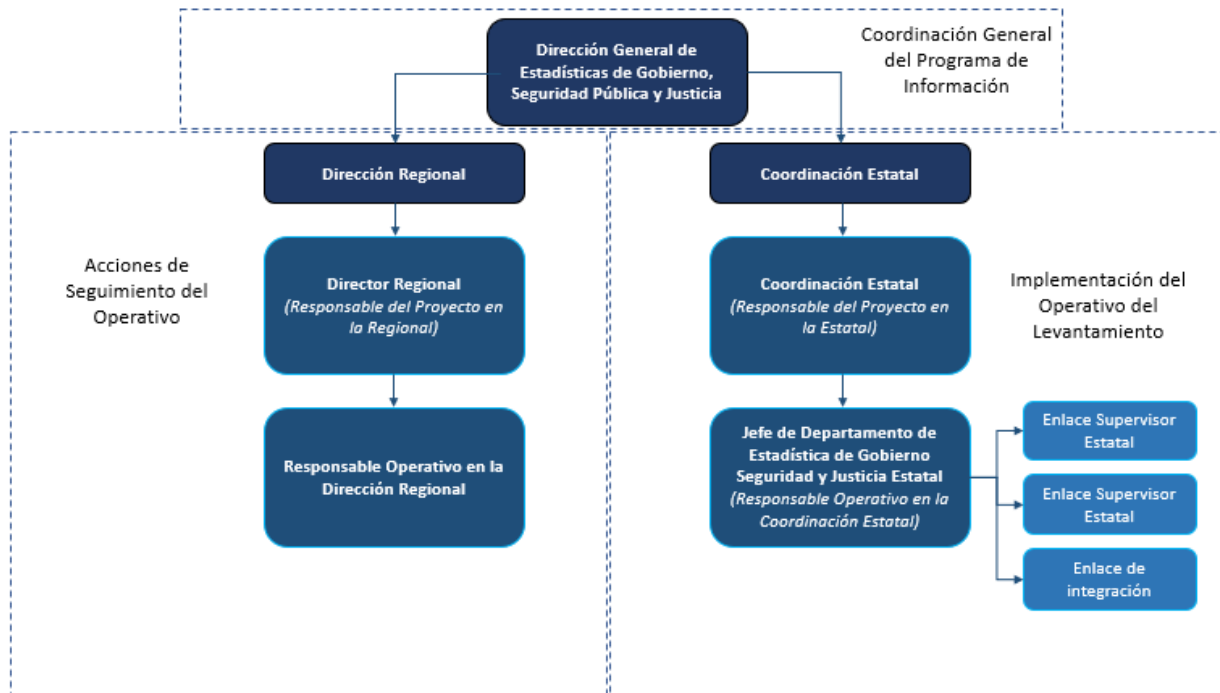 Dirección General de
Estadísticas de Gobierno,
Seguridad Pública y Justicia
Coordinación General
del Programa de
Información
Dirección Regional
Coordinación Estatal
Acciones de
Seguimiento del
Operativo
Director Regional
(Responsable del Proyecto en
la Regional)
Coordinación Estatal
(Responsable del Proyecto en
la Estatal)
Implementación del
Operativo del
Levantamiento
Responsable Operativo en la
Dirección Regional
Jefe de Departamento de
Estadística de Gobierno
Seguridad y Justicia Estatal
(Responsable Operativo en la
Coordinación Estatal)
Enlace Supervisor
Estatal
Enlace Supervisor
Estatal
Enlace de
integración